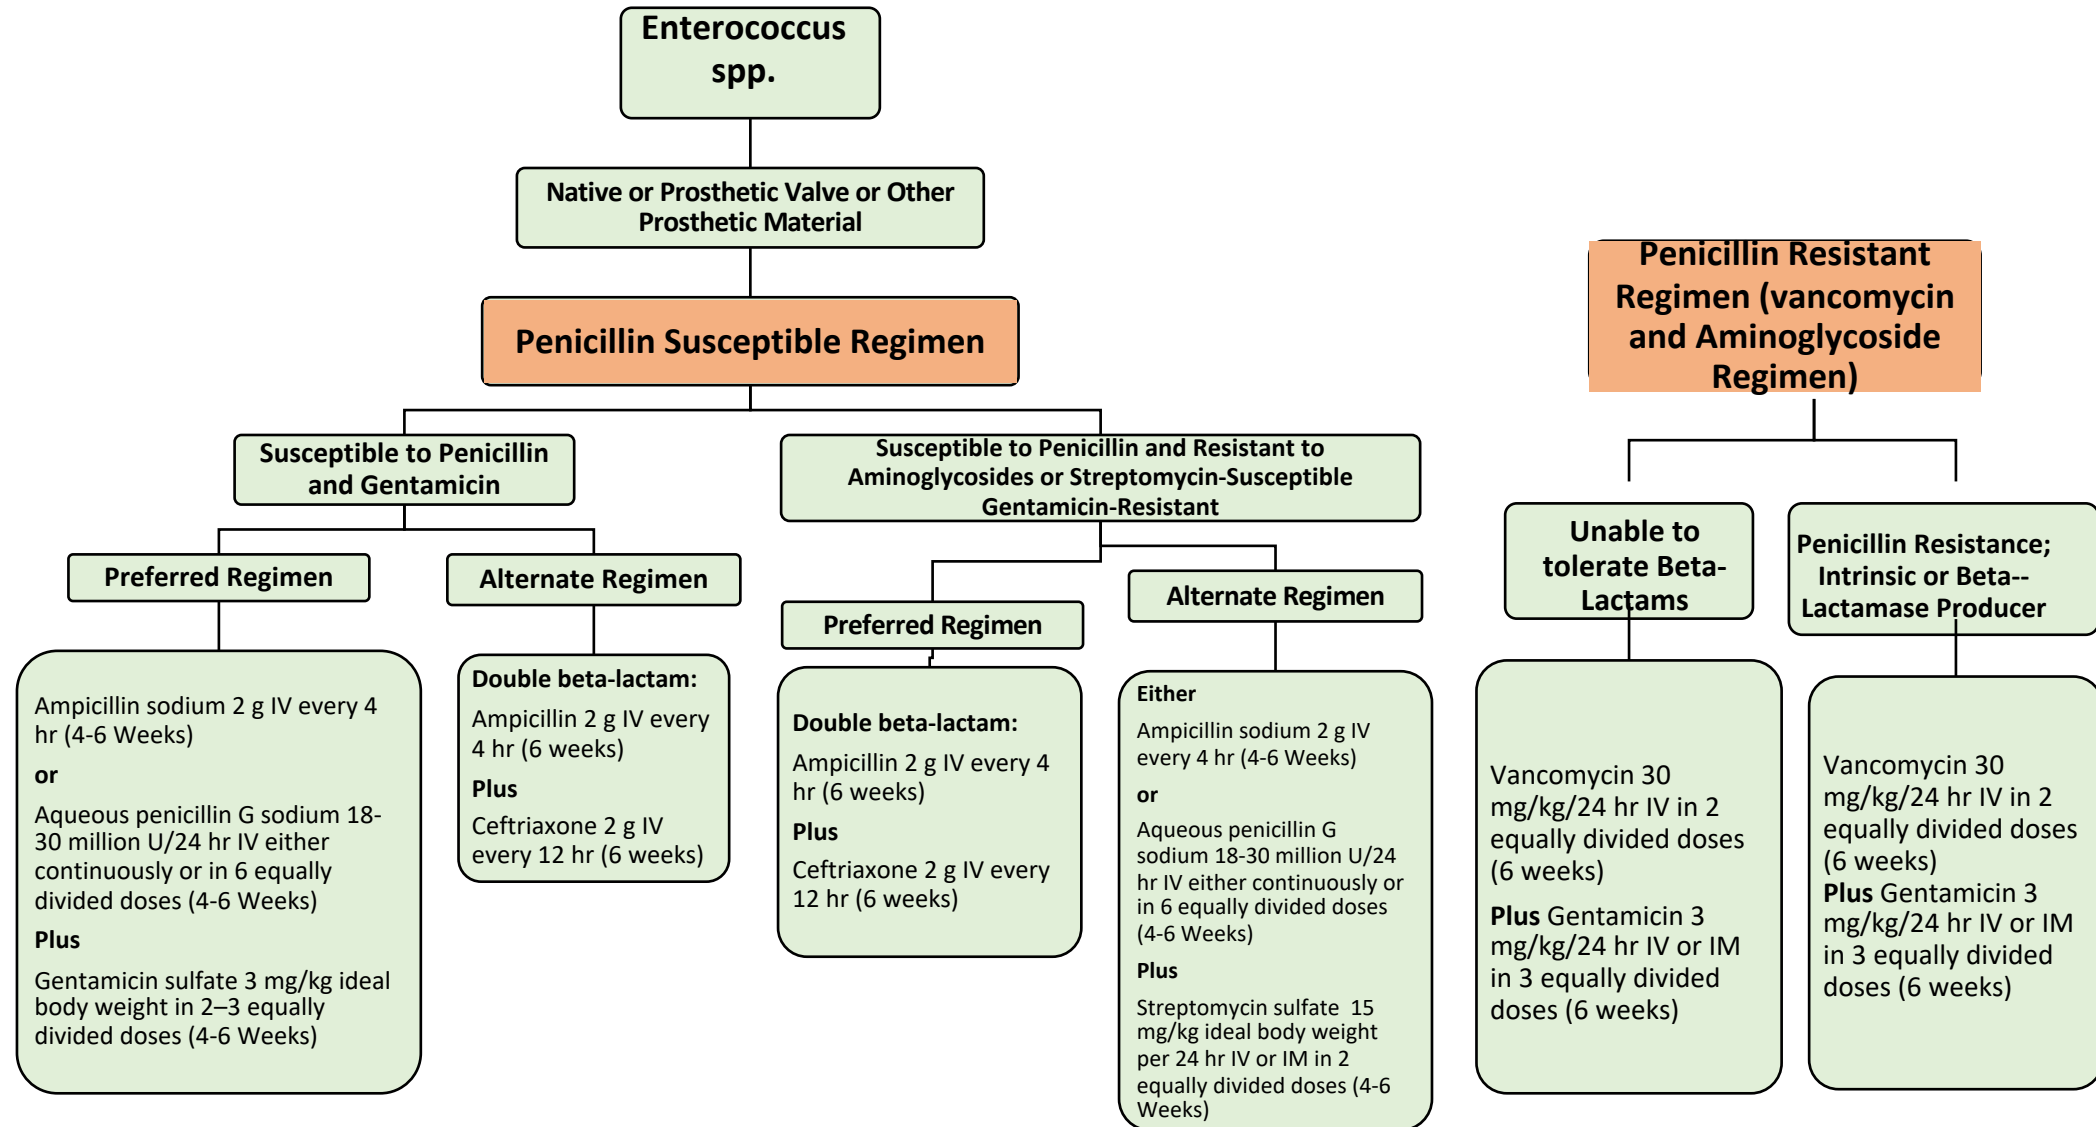 Enterococcus
spp.
Native or Prosthetic Valve or Other
Prosthetic Material
Penicillin Susceptible Regimen
Susceptible to Penicillin
and Gentamicin
Preferred Regimen
Ampicillin sodium 2 g IV every 4
hr (4-6 Weeks)
or
Aqueous penicillin G sodium 18-
30 million U/24 hr IV either
continuously or in 6 equally
divided doses (4-6 Weeks)
Plus
Gentamicin sulfate 3 mg/kg ideal
body weight in 2–3 equally
divided doses (4-6 Weeks)
Alternate Regimen
Double beta-lactam:
Ampicillin 2 g IV every
4 hr (6 weeks)
Plus
Ceftriaxone 2 g IV
every 12 hr (6 weeks)
Susceptible to Penicillin and Resistant to
Aminoglycosides or Streptomycin-Susceptible
Gentamicin-Resistant
Preferred Regimen
Double beta-lactam:
Ampicillin 2 g IV every 4
hr (6 weeks)
Plus
Ceftriaxone 2 g IV every
12 hr (6 weeks)
Alternate Regimen
Either
Ampicillin sodium 2 g IV
every 4 hr (4-6 Weeks)
or
Aqueous penicillin G
sodium 18-30 million U/24
hr IV either continuously or
in 6 equally divided doses
(4-6 Weeks)
Plus
Streptomycin sulfate 15
mg/kg ideal body weight
per 24 hr IV or IM in 2
equally divided doses (4-6
Weeks)
Penicillin Resistant
Regimen (vancomycin
and Aminoglycoside
Regimen)
Unable to
tolerate Beta-
Lactams
Vancomycin 30
mg/kg/24 hr IV in 2
equally divided doses
(6 weeks)
Plus Gentamicin 3
mg/kg/24 hr IV or IM
in 3 equally divided
doses (6 weeks)
Penicillin Resistance;
Intrinsic or Beta--
Lactamase Producer
Vancomycin 30
mg/kg/24 hr IV in 2
equally divided doses
(6 weeks)
Plus Gentamicin 3
mg/kg/24 hr IV or IM
in 3 equally divided
doses (6 weeks)